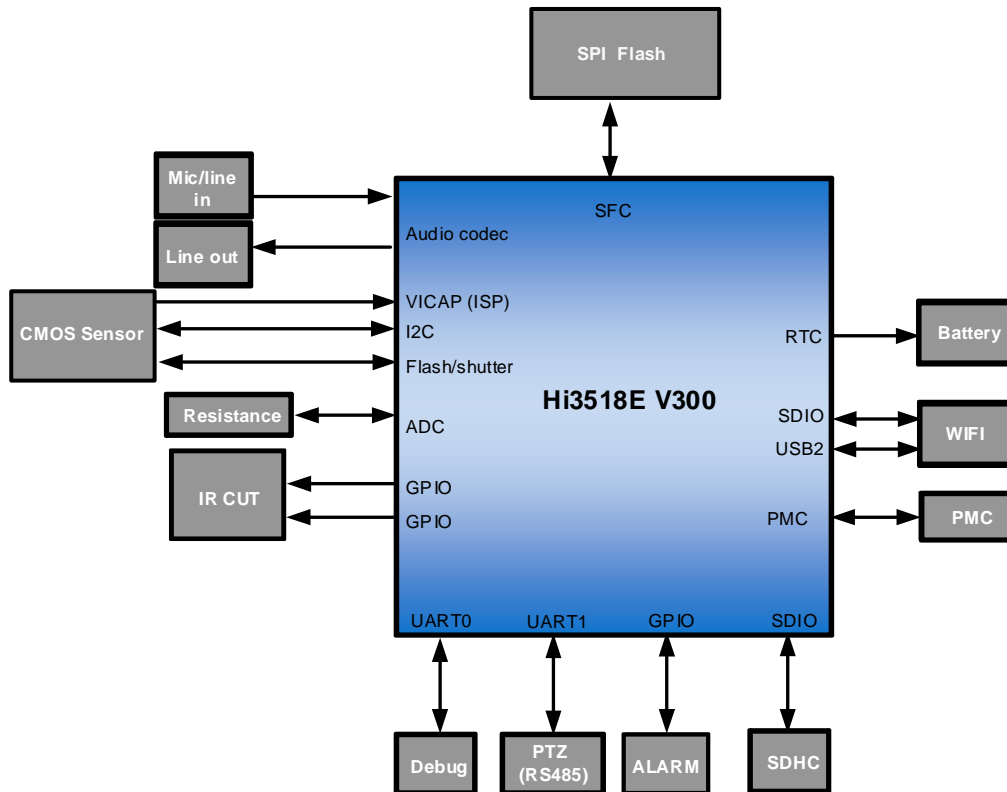 SPI Flash
Mic/line
in
SFC
Audio codec
Line out
VICAP (ISP)
CMOS Sensor
I2C
RTC
Battery
Flash/shutter
Hi3518E V300
Resistance
ADC
SDIO
WIFI
USB2
IR CUT
GPIO
GPIO
PMC
PMC
UART0
UART1
GPIO
SDIO
Debug
PTZ
(RS485)
ALARM
SDHC